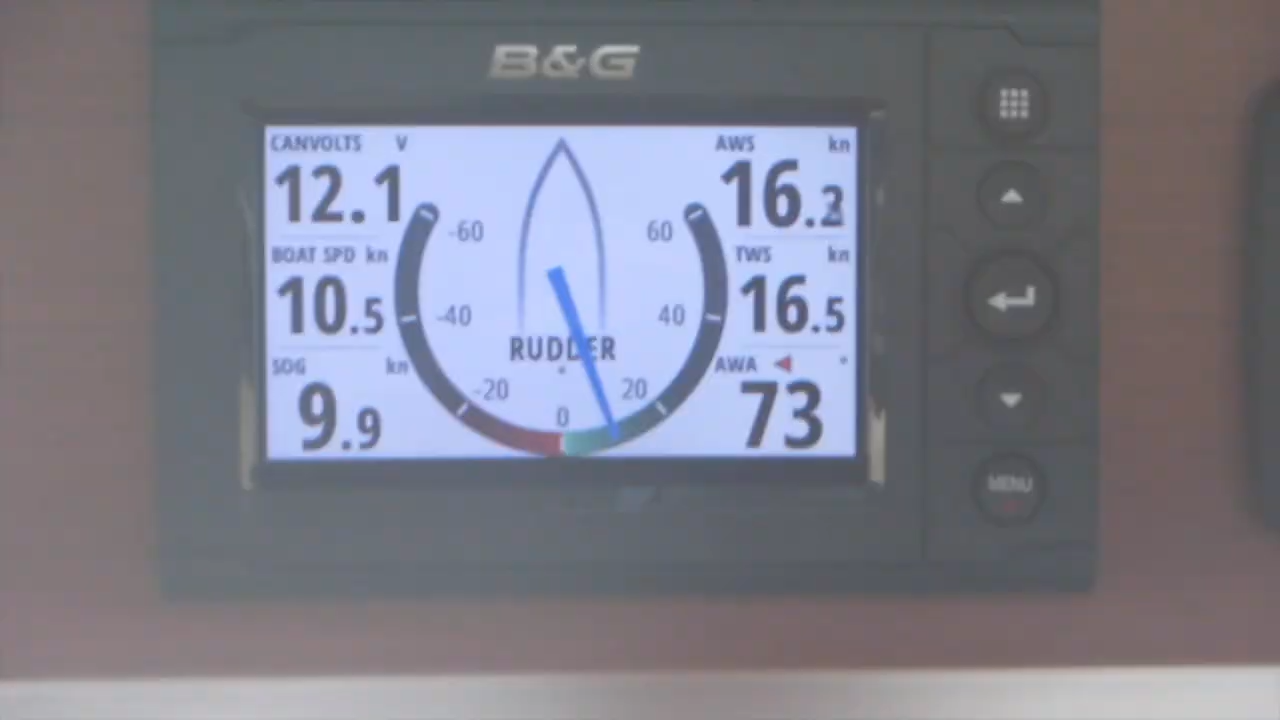 B&G
CANVOLTS V
12.1
BOAT SPD kn
10.5
SOG kn
9.9
-60 60
-40 40
-20 20
0
RUDDER
°
AWS kn
16.
TWS kn
16.5
AWA °
73
MENU